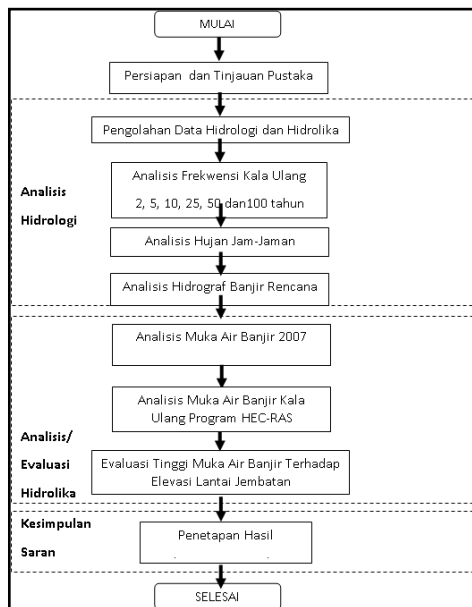 MULAI
Persiapan dan Tinjauan Pustaka
Pengolahan Data Hidrologi dan Hidrolika
Analisis
Hidrologi
Analisis Frekwensi Kala Ulang
2, 5, 10, 25, 50 dan100 tahun
Analisis Hujan Jam-Jaman
Analisis Hidrograf Banjir Rencana
Analisis Muka Air Banjir 2007
Analisis Muka Air Banjir Kala
Ulang Program HEC-RAS
Analisis/
Evaluasi
Hidrolika
Evaluasi Tinggi Muka Air Banjir Terhadap
Elevasi Lantai Jembatan
Kesimpulan
Saran
Penetapan Hasil
SELESAI